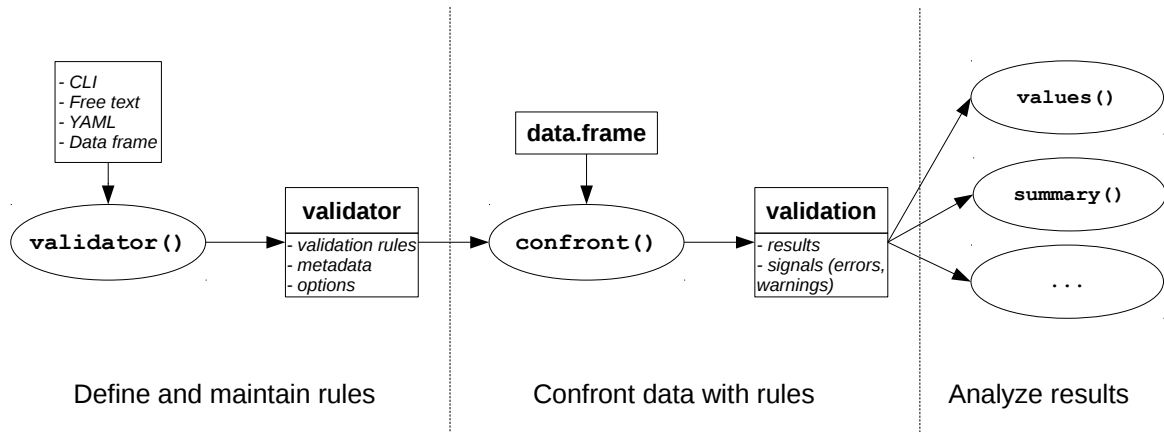 - CLI
- Free text
- YAML
- Data frame
validator()
validator
- validation rules
- metadata
- options
Define and maintain rules
data.frame
confront()
validation
- results
- signals (errors,
warnings)
Confront data with rules
values()
summary()
...
Analyze results